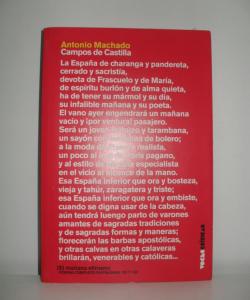 Antonio Machado
Campos de Castilla
La España de charanga y pandereta,
cerrado y sacristía,
devota de Frascuelo y de María,
de espíritu burlón y de alma quieta,
ha de tener su mármol y su día,
su infalible mañana y su poeta.
El vano ayer engendrará un mañana
vacío y ¡por ventura! pasajero.
Será un joven lechuzo y tarambana,
un sayón con hechuras de bolero;
a la moda de Francia realista,
un poco al uso de París pagano,
y al estilo de España especialista
en el vicio al alcance de la mano.
Esa España inferior que ora y bosteza,
vieja y tahúr, zaragatera y triste;
esa España inferior que ora y embiste,
cuando se digna usar de la cabeza,
aún tendrá luengo parto de varones
amantes de sagradas tradiciones
y de sagradas formas y maneras;
florecerán las barbas apostólicas,
y otras calvas en otras calaveras
brillarán, venerables y católicas...
El mañana efímero